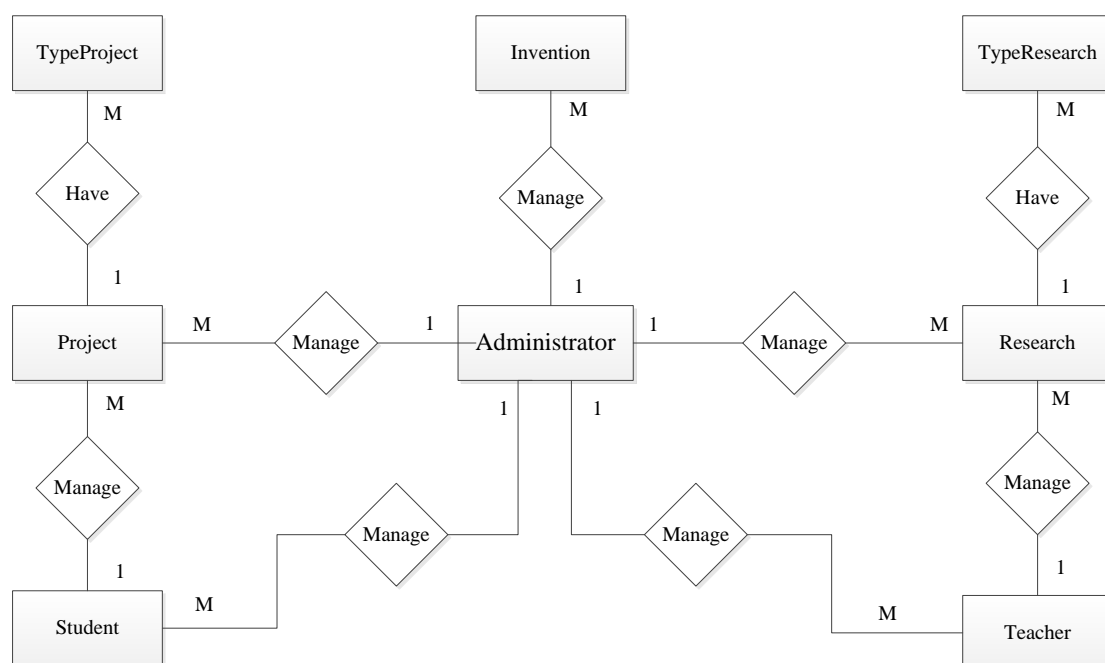 TypeProject
Invention
TypeResearch
M
M
M
Have
Manage
Have
1
1
1
Project
M
Manage
1
Administrator
1
Manage
M
Research
M
1
1
M
Manage
Manage
Manage
Manage
1
M
M
1
Student
Teacher